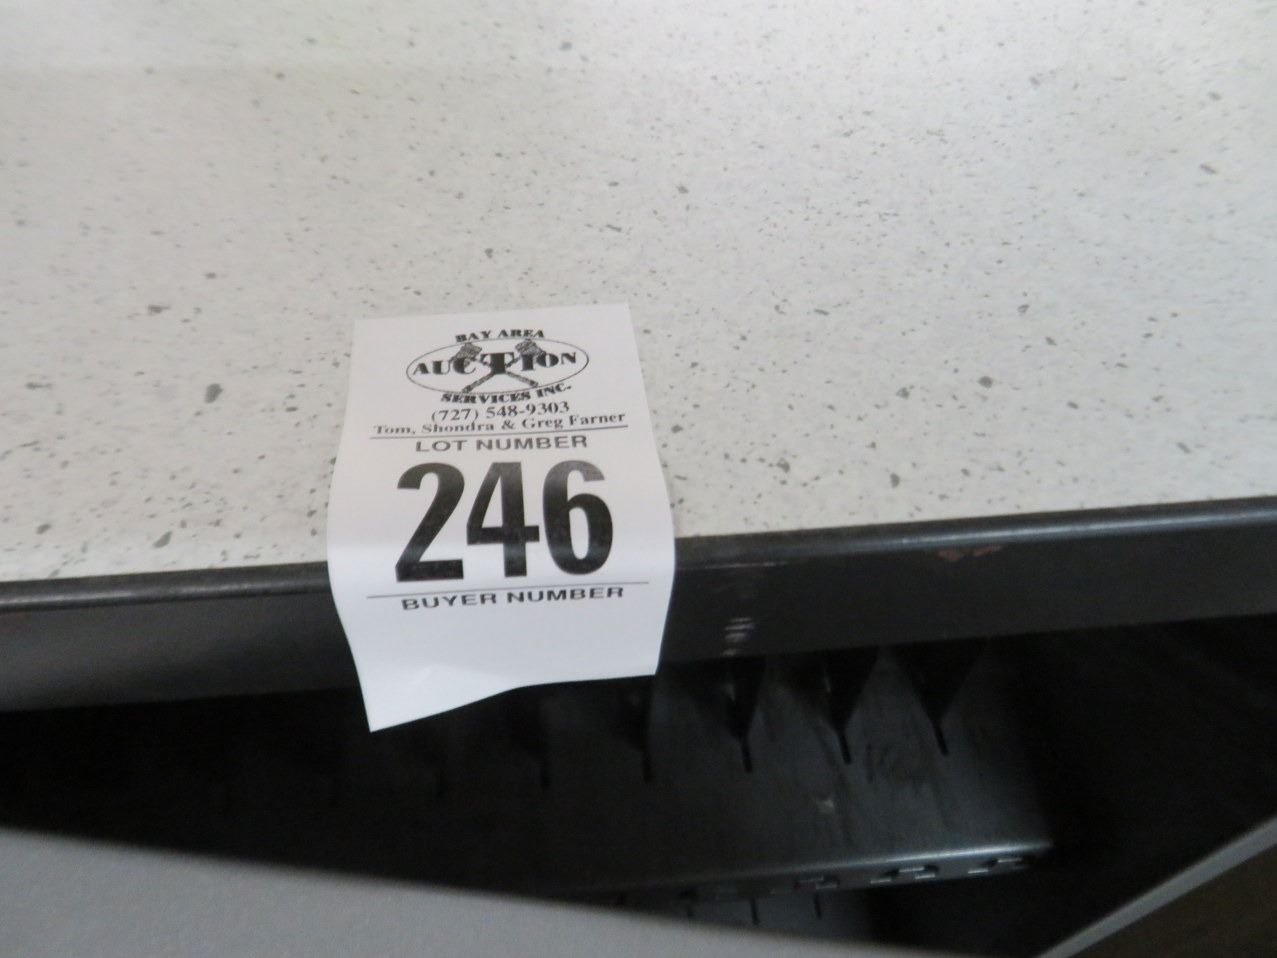 BAY AREA
AUCTION
SERVICES INC.
(727) 548-9303
Tom, Shondra & Greg Farner
LOT NUMBER
246
BUYER NUMBER